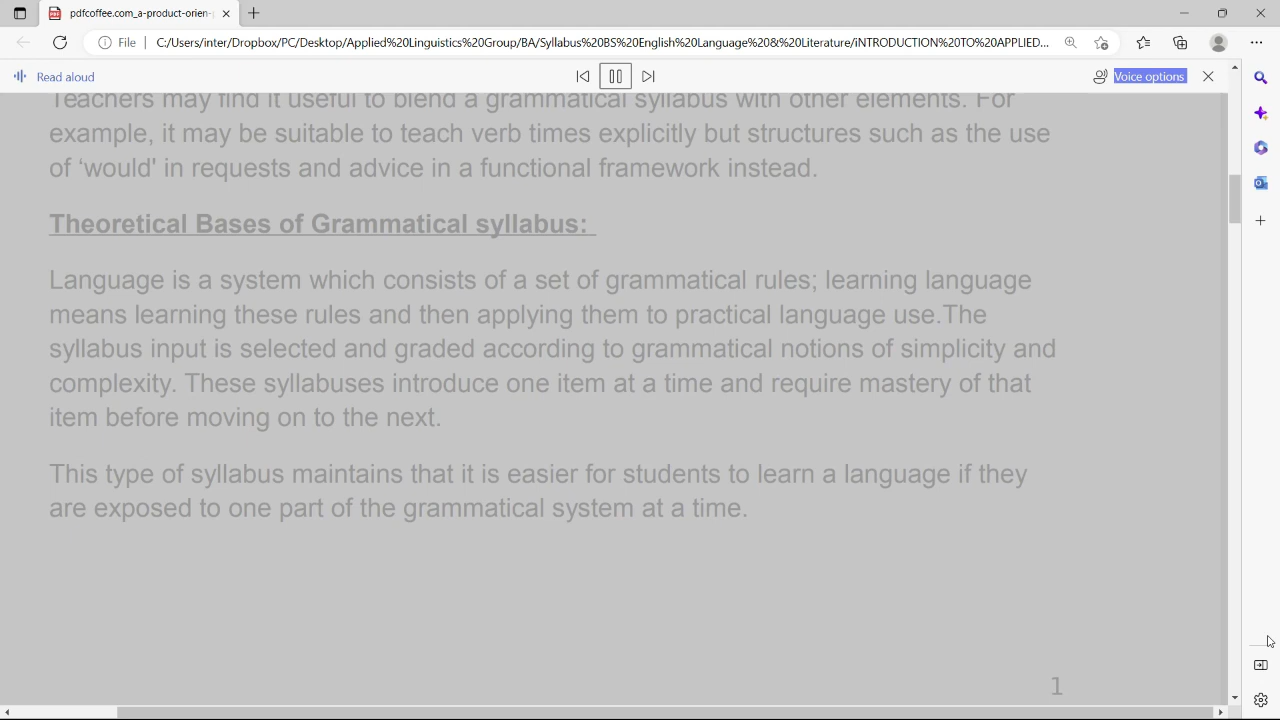 pdfcoffee.com_a-product-orien-
File
C:/Users/inter/Dropbox/PC/Desktop/Applied%20Linguistics%20Group/BA/Syllabus%20BS%20English%20Language%20&%20Literature/iNTRODUCTION%20TO%20APPLIED...
Read aloud
Voice options
Teachers may find it useful to blend a grammatical syllabus with other elements. For
example, it may be suitable to teach verb times explicitly but structures such as the use
of ‘would' in requests and advice in a functional framework instead.
Theoretical Bases of Grammatical syllabus:
Language is a system which consists of a set of grammatical rules; learning language
means learning these rules and then applying them to practical language use.The
syllabus input is selected and graded according to grammatical notions of simplicity and
complexity. These syllabuses introduce one item at a time and require mastery of that
item before moving on to the next.
This type of syllabus maintains that it is easier for students to learn a language if they
are exposed to one part of the grammatical system at a time.
1